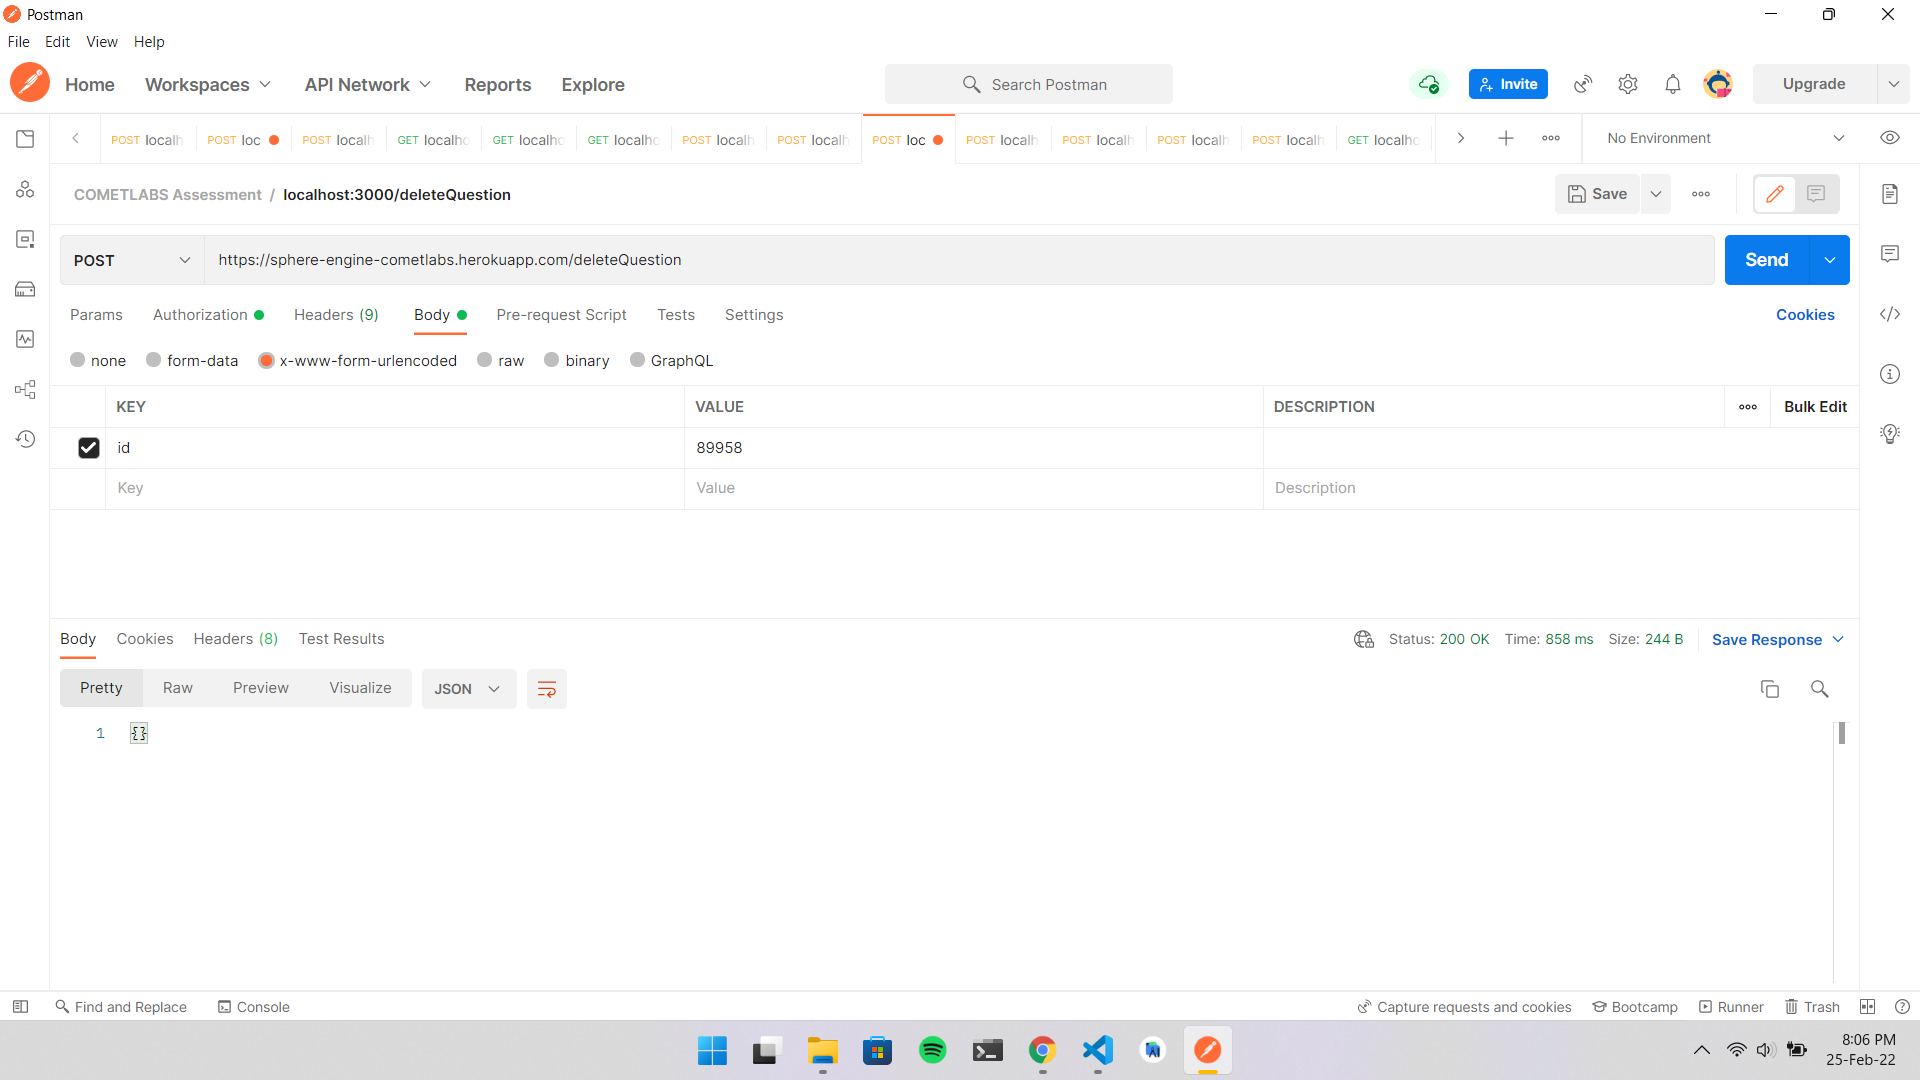 Postman
File Edit View Help
Home Workspaces API Network Reports Explore Search Postman Invite Upgrade
POST localh POST loc POST localh GET localho GET localho GET localho POST localh POST localh POST loc POST localh POST localh POST localh POST localh GET localho No Environment
COMETLABS Assessment / localhost:3000/deleteQuestion Save
POST https://sphere-engine-cometlabs.herokuapp.com/deleteQuestion Send
Params Authorization Headers (9) Body Pre-request Script Tests Settings Cookies
none form-data x-www-form-urlencoded raw binary GraphQL
KEY VALUE DESCRIPTION Bulk Edit
id 89958
Key Value Description
Body Cookies Headers (8) Test Results Status: 200 OK Time: 858 ms Size: 244 B Save Response
Pretty Raw Preview Visualize JSON
1 {}
Find and Replace Console Capture requests and cookies Bootcamp Runner Trash
8:06 PM
25-Feb-22